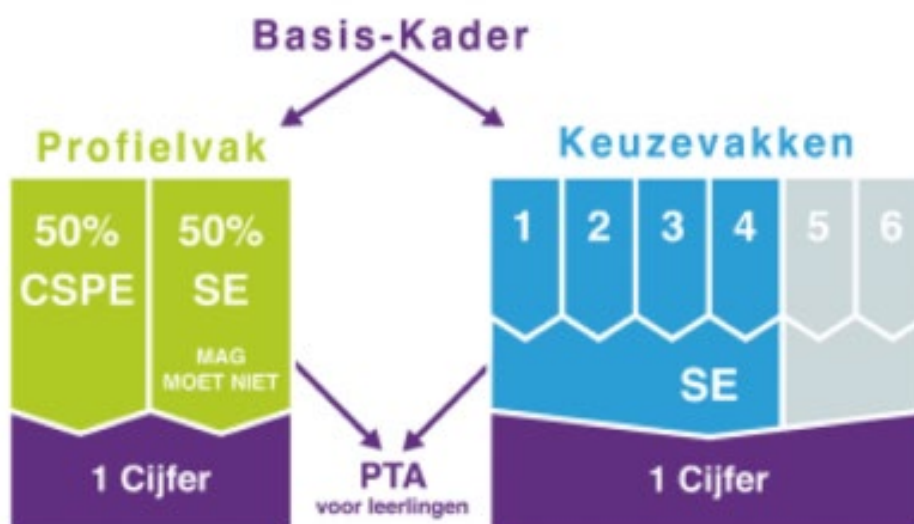 Basis-Kader
Profielvak
50%
CSPE
50%
SE
MAG
MOET NIET
1 Cijfer
PTA
voor leerlingen
Keuzevakken
1 2 3 4 5 6
SE
1 Cijfer